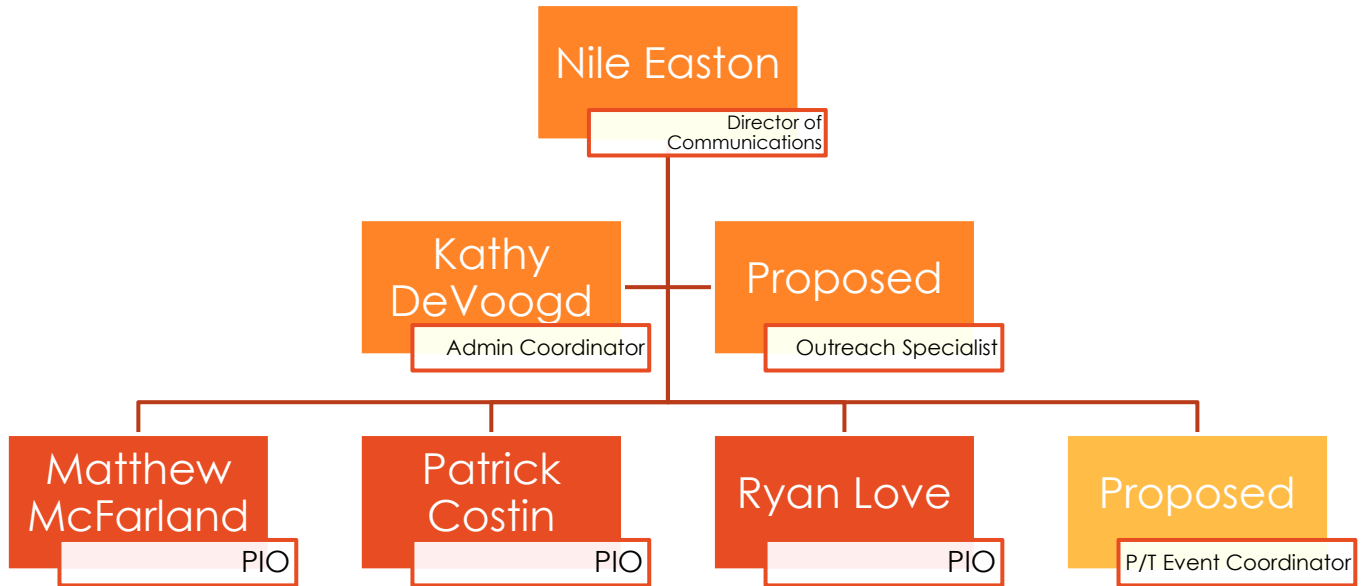 Nile Easton
Director of
Communications
Kathy
DeVoogd
Admin Coordinator
Proposed
Outreach Specialist
Matthew
McFarland
PIO
Patrick
Costin
PIO
Ryan Love
PIO
Proposed
P/T Event Coordinator